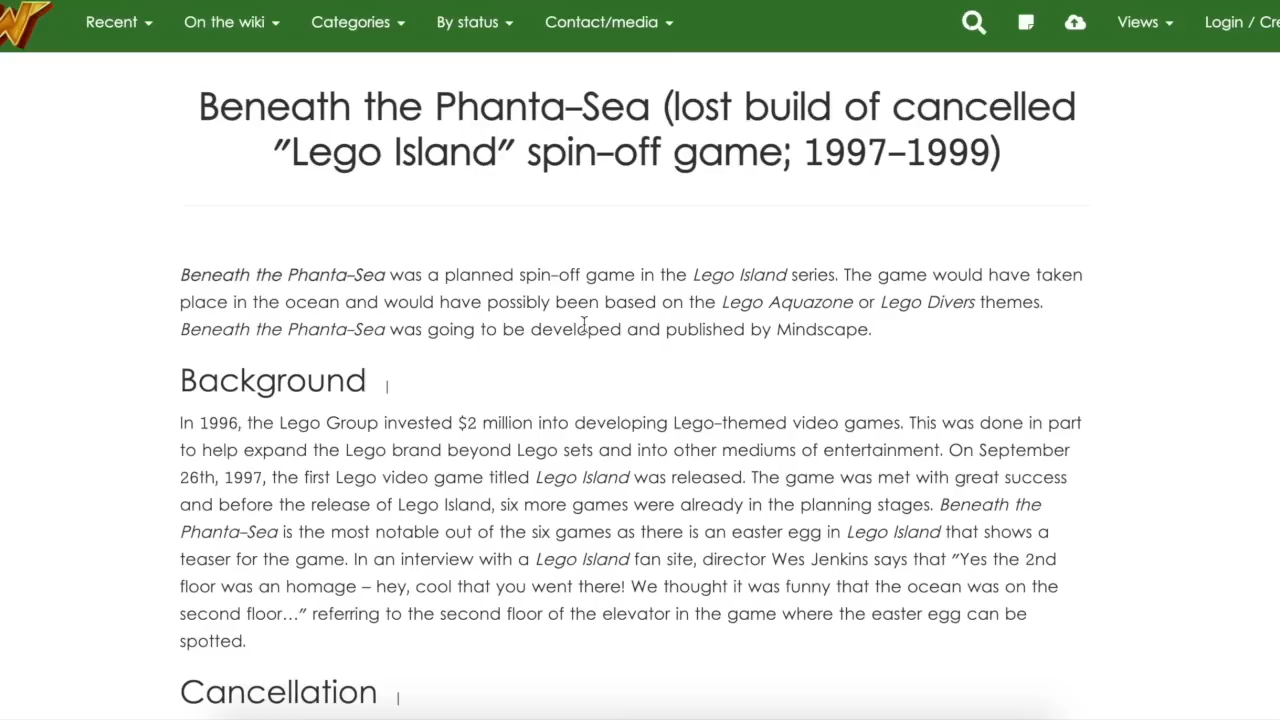 Recent On the wiki Categories By status Contact/media Views Login / Cre
Beneath the Phanta-Sea (lost build of cancelled
"Lego Island" spin-off game; 1997-1999)
Beneath the Phanta-Sea was a planned spin-off game in the Lego Island series. The game would have taken
place in the ocean and would have possibly been based on the Lego Aquazone or Lego Divers themes.
Beneath the Phanta-Sea was going to be developed and published by Mindscape.
Background
In 1996, the Lego Group invested $2 million into developing Lego-themed video games. This was done in part
to help expand the Lego brand beyond Lego sets and into other mediums of entertainment. On September
26th, 1997, the first Lego video game titled Lego Island was released. The game was met with great success
and before the release of Lego Island, six more games were already in the planning stages. Beneath the
Phanta-Sea is the most notable out of the six games as there is an easter egg in Lego Island that shows a
teaser for the game. In an interview with a Lego Island fan site, director Wes Jenkins says that "Yes the 2nd
floor was an homage – hey, cool that you went there! We thought it was funny that the ocean was on the
second floor..." referring to the second floor of the elevator in the game where the easter egg can be
spotted.
Cancellation